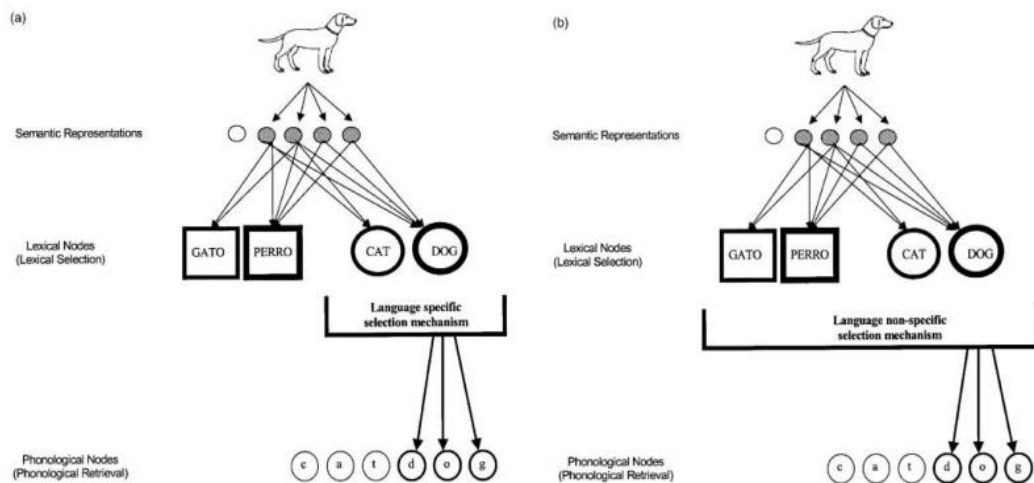 (a)
Semantic Representations
Lexical Nodes
(Lexical Selection)
GATO PERRO CAT DOG
Language specific
selection mechanism
Phonological Nodes
(Phonological Retrieval)
c a t d o g
(b)
Semantic Representations
Lexical Nodes
(Lexical Selection)
GATO PERRO CAT DOG
Language non-specific
selection mechanism
Phonological Nodes
(Phonological Retrieval)
c a t d o g